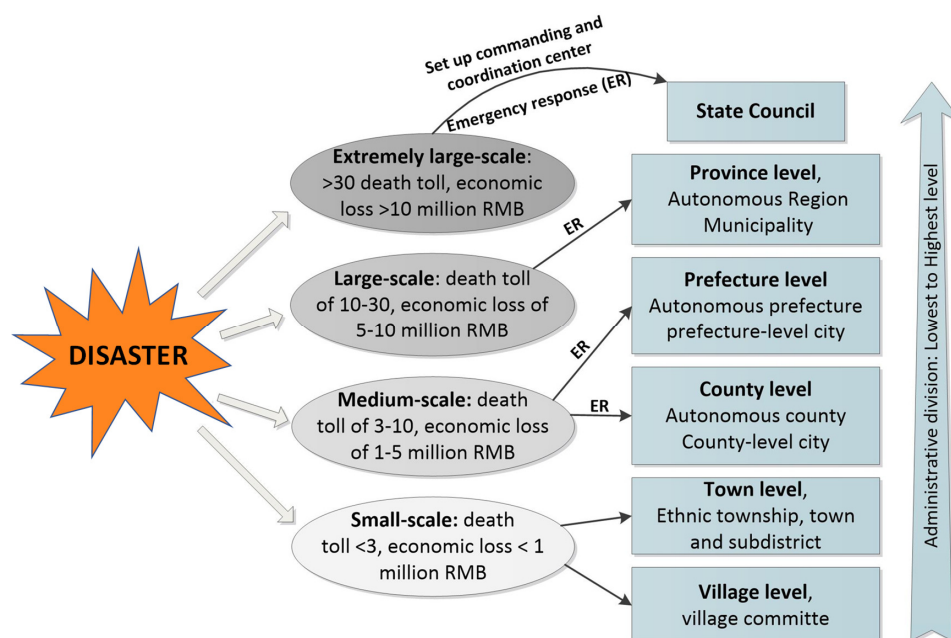 Set up commanding and
coordination center
Emergency response (ER)
State Council
Extremely large-scale:
>30 death toll, economic
loss >10 million RMB
Province level,
Autonomous Region
Municipality
ER
Large-scale: death toll
of 10-30, economic loss of
5-10 million RMB
Prefecture level
Autonomous prefecture
prefecture-level city
ER
DISASTER
Medium-scale: death
toll of 3-10, economic loss
of 1-5 million RMB
ER
County level
Autonomous county
County-level city
Small-scale: death
toll <3, economic loss < 1
million RMB
Town level,
Ethnic township, town
and subdistrict
Village level,
village committe
Administrative division: Lowest to Highest level